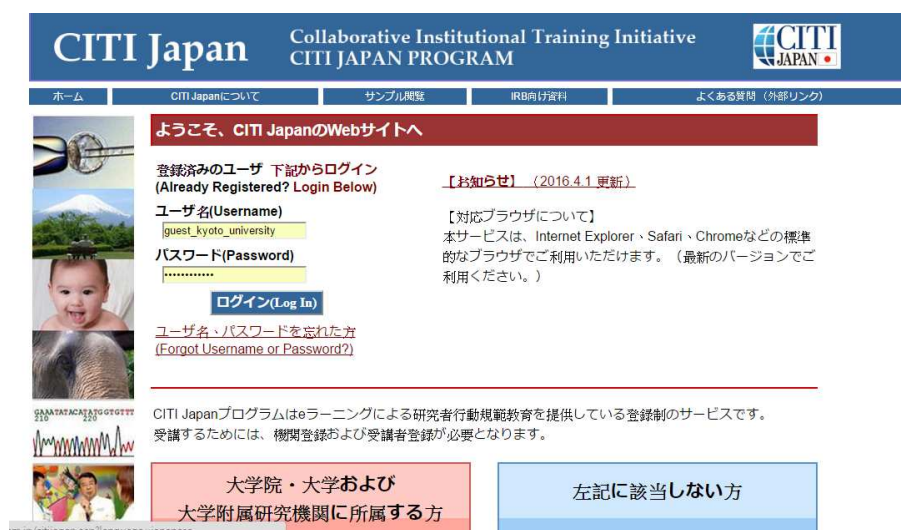 CITI Japan
Collaborative Institutional Training Initiative
CITI JAPAN PROGRAM
CITI
JAPAN
ホーム
CITI Japanについて
サンプル閲覧
IRB向け資料
よくある質問（外部リンク）
ようこそ、CITI JapanのWebサイトへ
登録済みのユーザ 下記からログイン
(Already Registered? Login Below)
ユーザ名(Username)
guest_kyoto_university
パスワード(Password)
••••••••••••
ログイン(Log In)
ユーザ名、パスワードを忘れた方
(Forgot Username or Password?)
【お知らせ】（2016.4.1 更新）
【対応ブラウザについて】
本サービスは、Internet Explorer、Safari、Chromeなどの標準
的なブラウザでご利用いただけます。（最新のバージョンでご
利用ください。）
CITI Japanプログラムはeラーニングによる研究者行動規範教育を提供している登録制のサービスです。
受講するためには、機関登録および受講者登録が必要となります。
大学院・大学および
大学附属研究機関に所属する方
左記に該当しない方